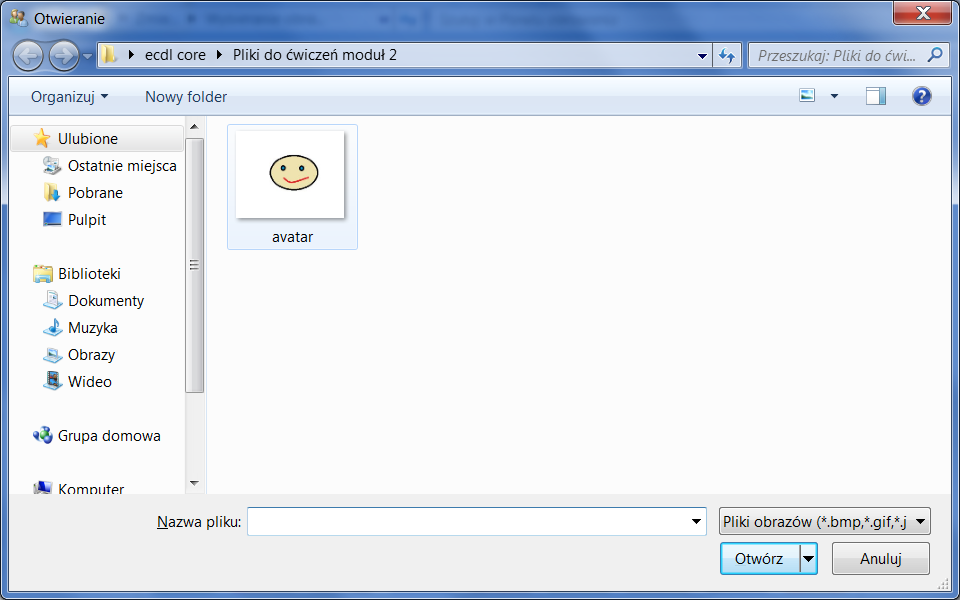 Otwieranie
ecdl core Pliki do ćwiczeń moduł 2
Przeszukaj: Pliki do ćwi...
Organizuj
Nowy folder
Ulubione
Ostatnie miejsca
Pobrane
Pulpit
Biblioteki
Dokumenty
Muzyka
Obrazy
Wideo
Grupa domowa
Komputer
avatar
Nazwa pliku:
Pliki obrazów (*.bmp,*.gif,*.j
Otwórz
Anuluj